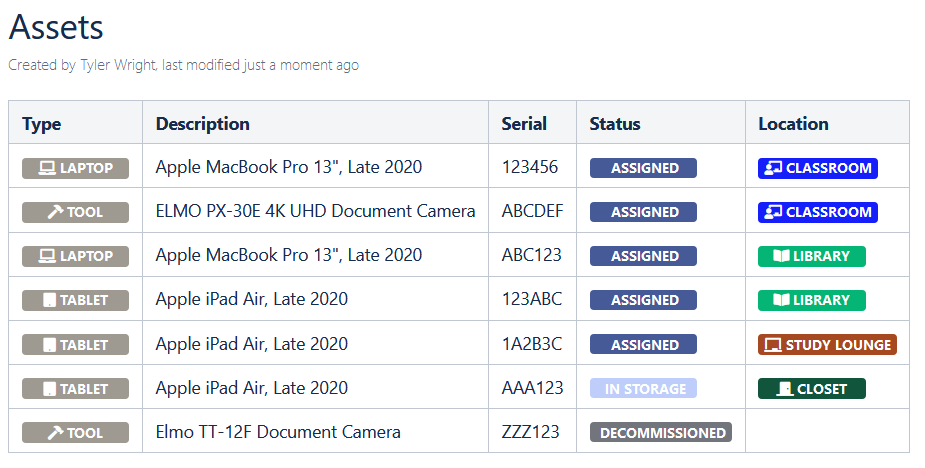 Assets
Created by Tyler Wright, last modified just a moment ago
Type Description Serial Status Location
LAPTOP Apple MacBook Pro 13", Late 2020 123456 ASSIGNED CLASSROOM
TOOL ELMO PX-30E 4K UHD Document Camera ABCDEF ASSIGNED CLASSROOM
LAPTOP Apple MacBook Pro 13", Late 2020 ABC123 ASSIGNED LIBRARY
TABLET Apple iPad Air, Late 2020 123ABC ASSIGNED LIBRARY
TABLET Apple iPad Air, Late 2020 1A2B3C ASSIGNED STUDY LOUNGE
TABLET Apple iPad Air, Late 2020 AAA123 IN STORAGE CLOSET
TOOL Elmo TT-12F Document Camera ZZZ123 DECOMMISSIONED